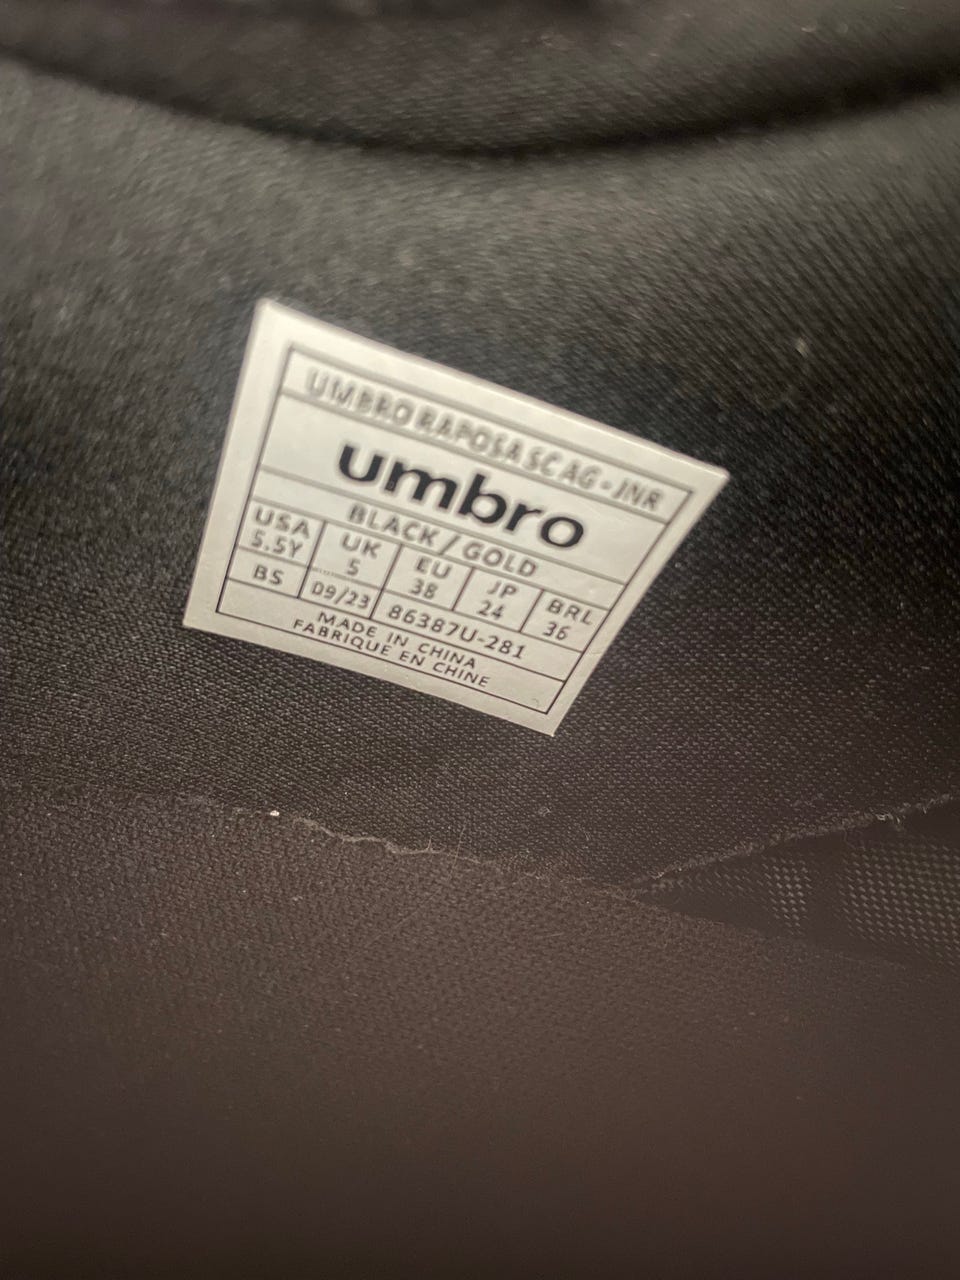 UMBRO RAPOSA SC AG - JNR
umbro
BLACK / GOLD
USA UK EU JP BRL
5.5Y 5 38 24 36
BS 09/23 86387U-281
MADE IN CHINA
FABRIQUE EN CHINE